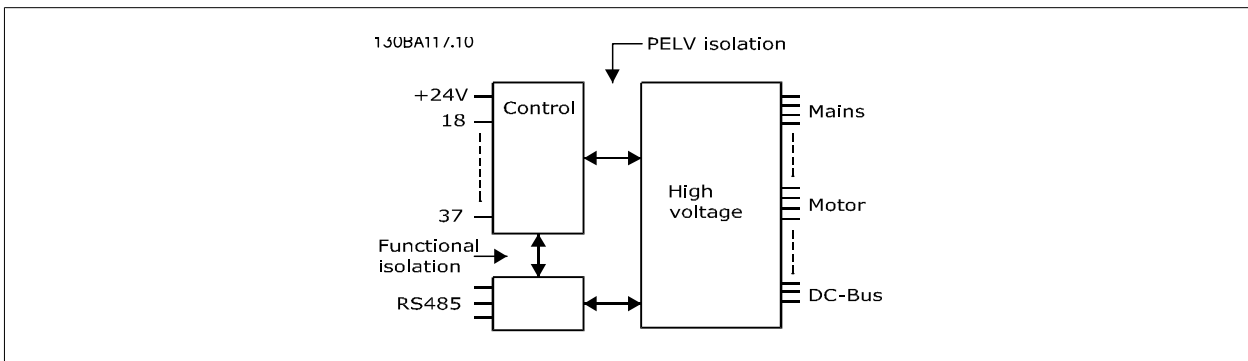 130BA117.10
PELV isolation
+24V
Control
18
Mains
High
voltage
37
Motor
Functional
isolation
RS485
DC-Bus